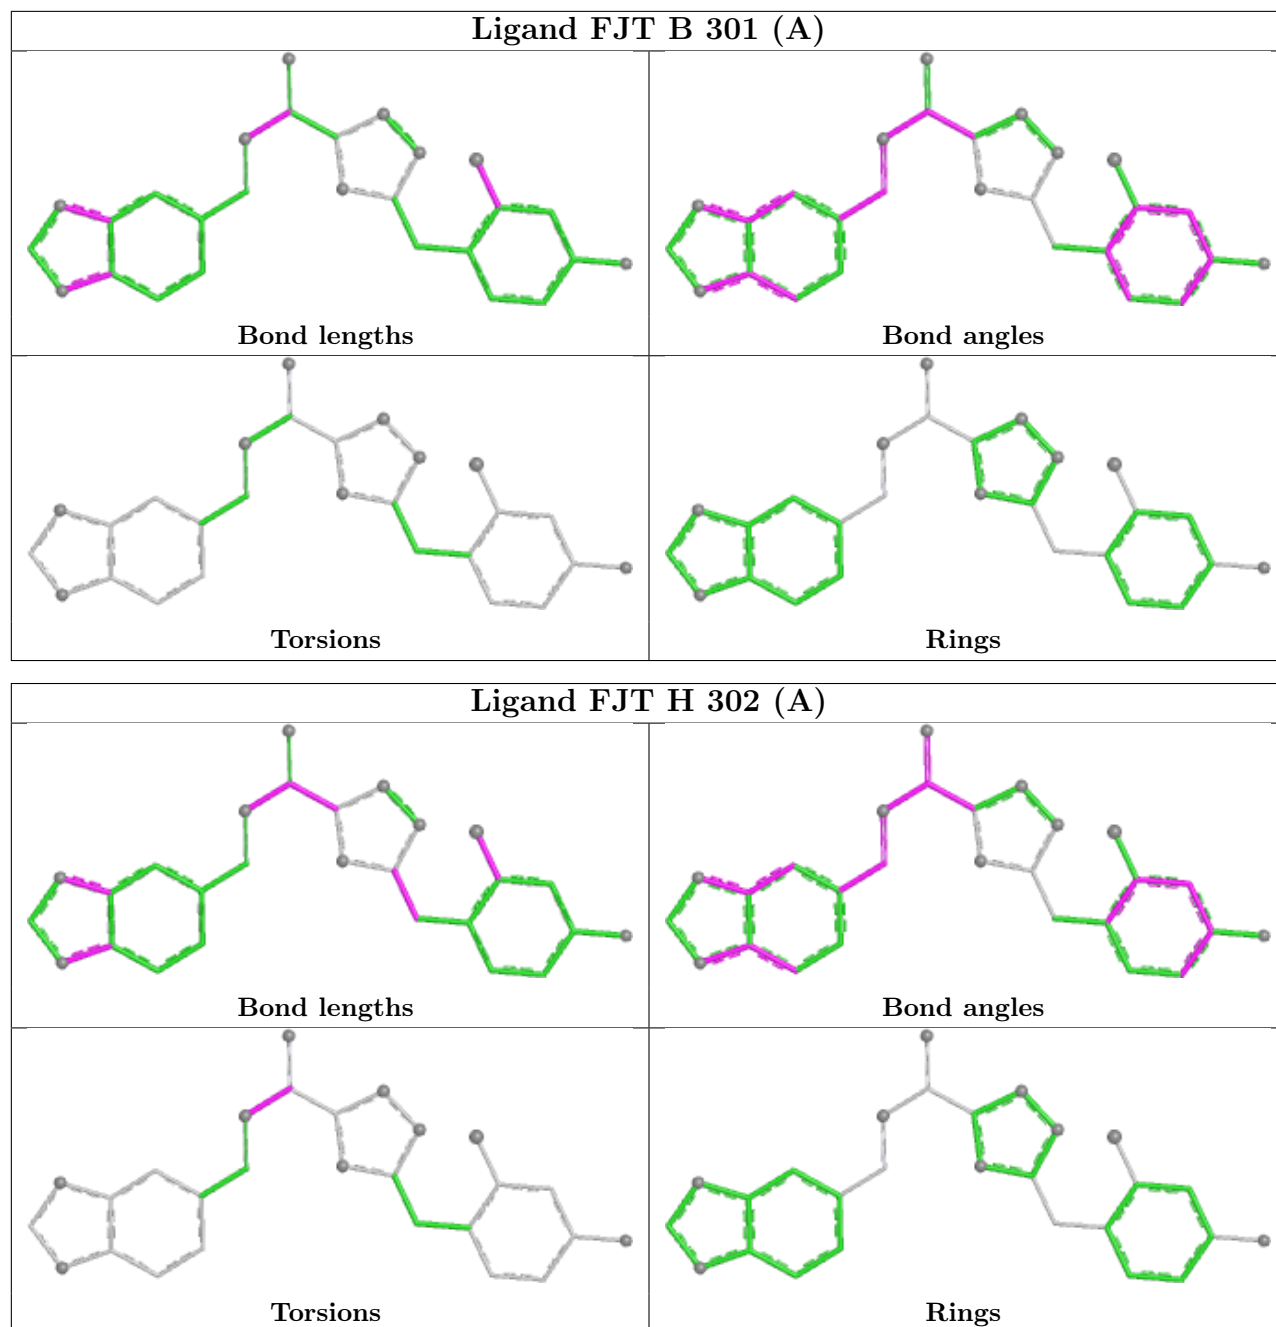 Ligand FJT B 301 (A)
Bond lengths
Bond angles
Torsions
Rings
Ligand FJT H 302 (A)
Bond lengths
Bond angles
Torsions
Rings